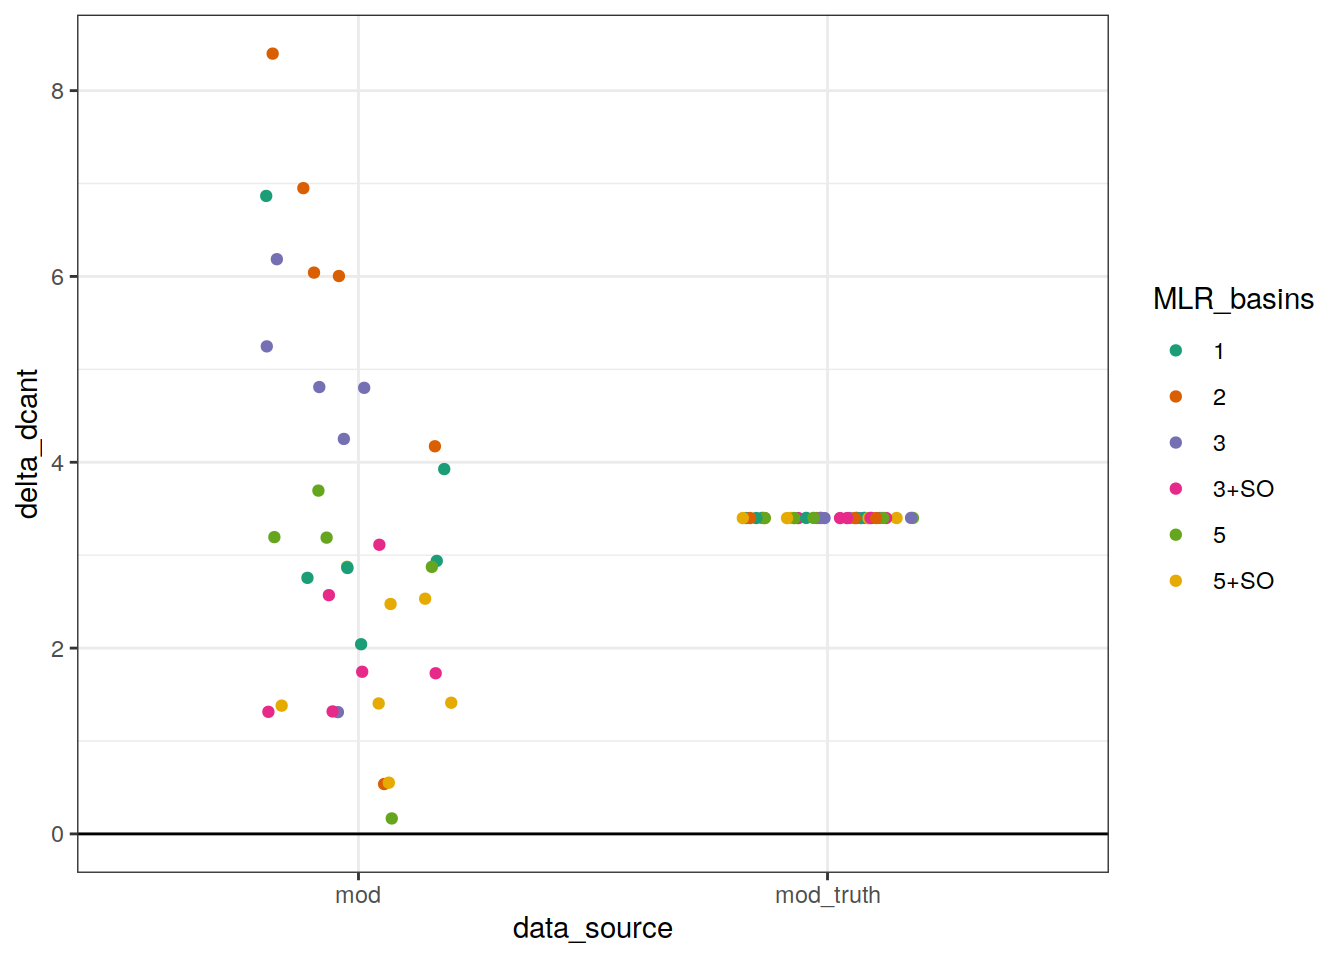 8
6
4
2
0
delta_dcant
mod
mod_truth
data_source
MLR_basins
1
2
3
3+SO
5
5+SO